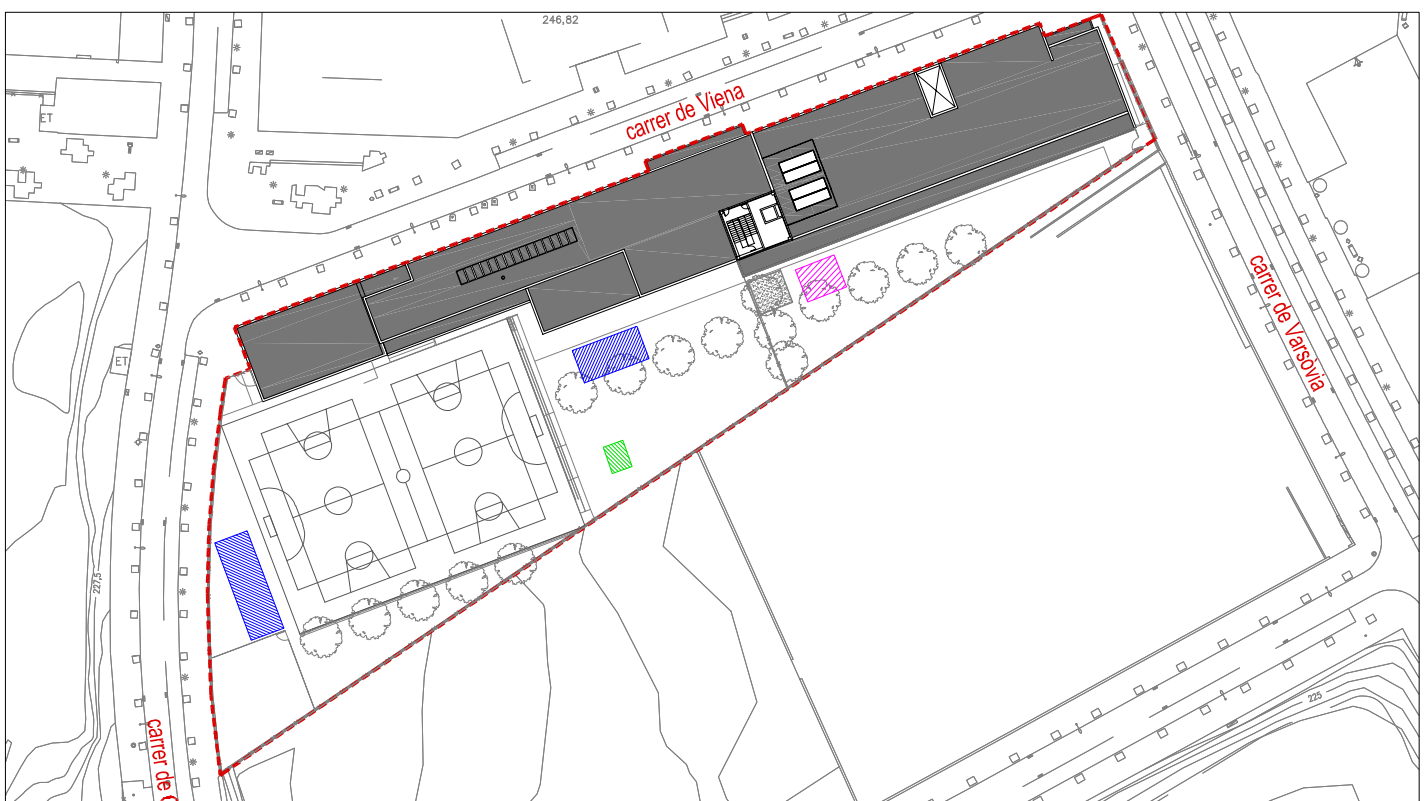 246,82
carrer de Viena
ET
carrer de Varsòvia
ET
227,5
225
carrer de